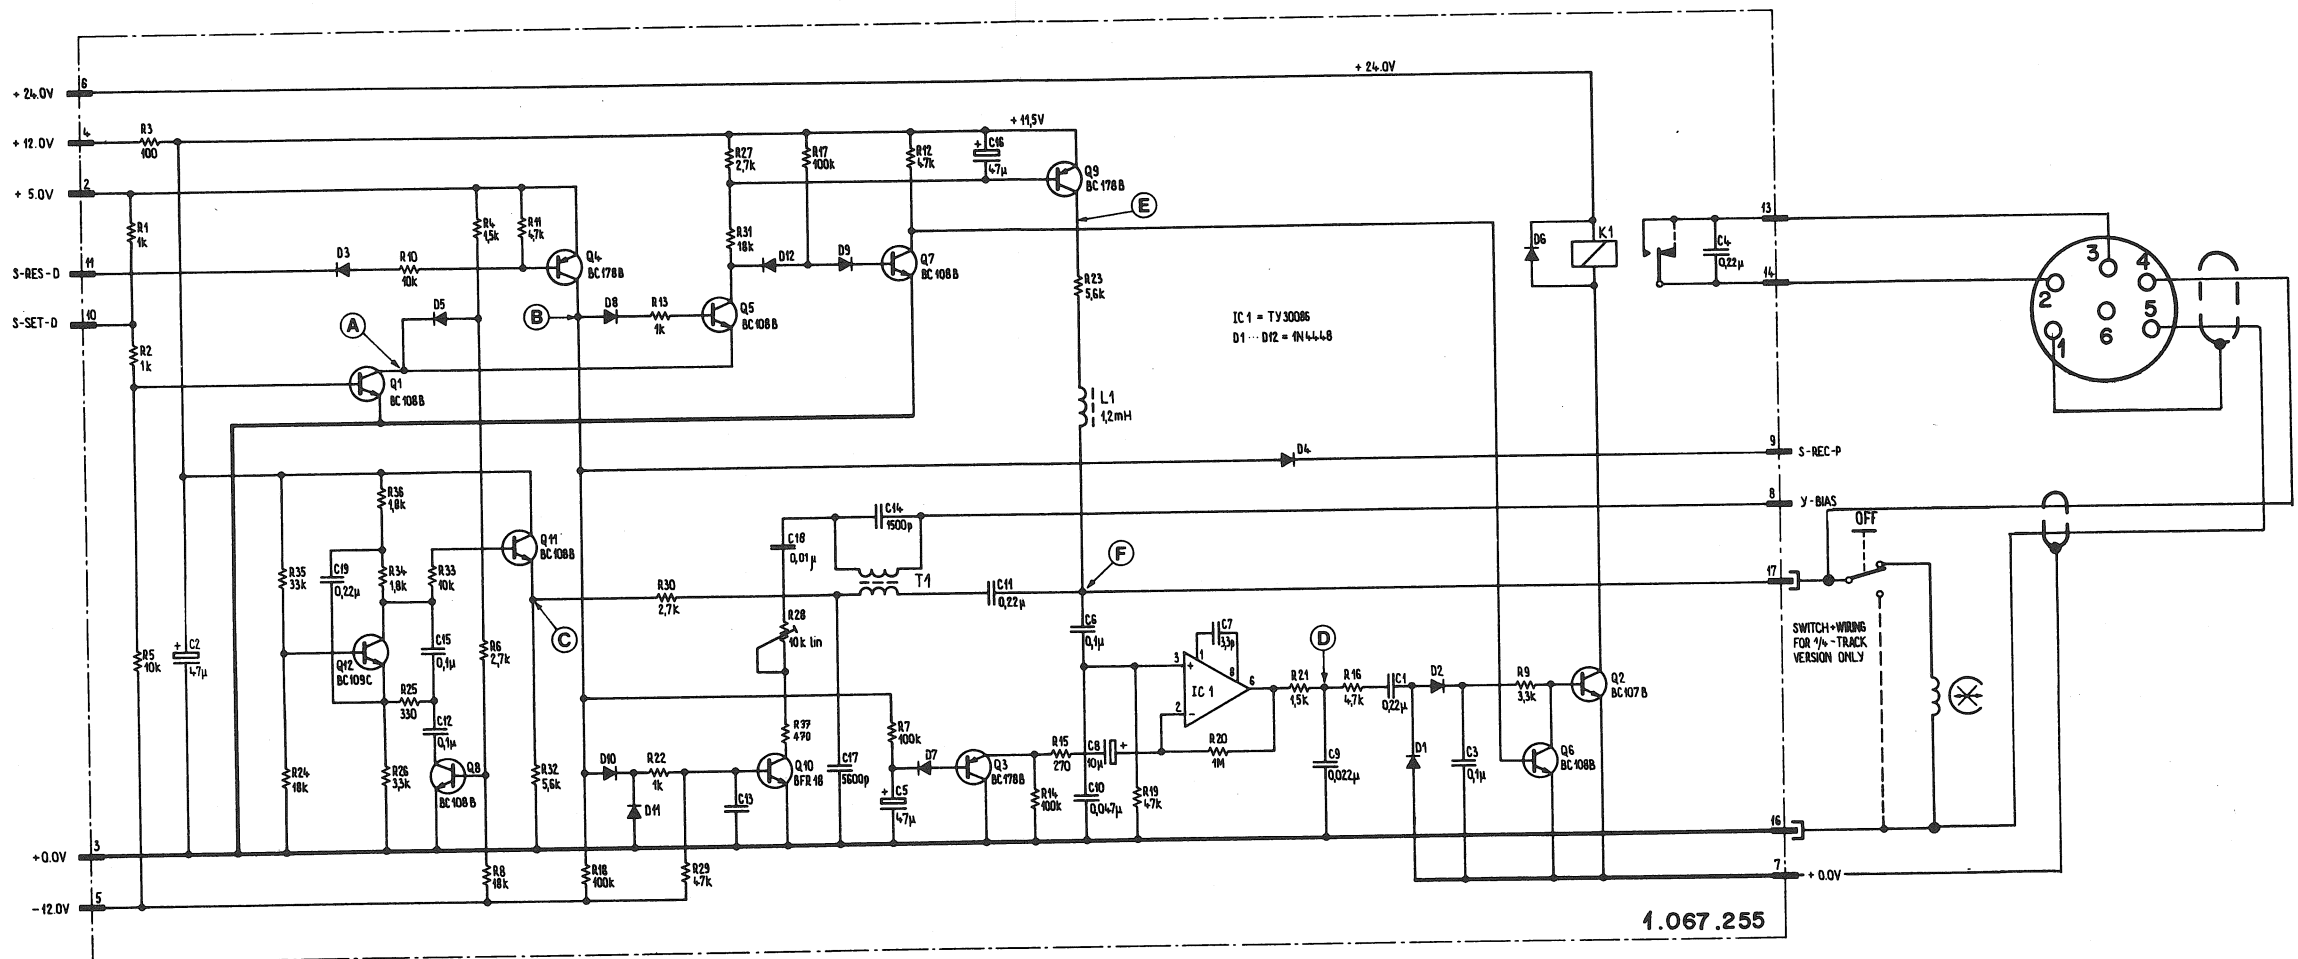 + 24.0V
6
+ 24.0V
+ 12.0V
4
R3
100
+ 11,5V
+ 5.0V
2
R27
2,7k
R17
100k
R12
47k
C16
+
47µ
Q9
BC178B
R1
1k
R4
1,5k
R11
4,7k
E
13
S-RES-D
11
D3
R10
10k
Q4
BC178B
R31
18k
D12
D9
Q7
BC108B
D6
K1
C4
0,22µ
14
3
4
2
5
6
1
S-SET-D
10
A
D5
B
D8
R13
1k
Q5
BC108B
R23
5,6k
IC1 = TY30086
D1 ··· D12 = 1N4448
R2
1k
Q1
BC108B
L1
1,2mH
D4
9
S-REC-P
R36
1,8k
Q11
BC108B
C14
1500p
8
Y-BIAS
OFF
R35
33k
C19
0,22µ
R34
1,8k
R33
10k
C18
0,01µ
T1
F
17
R30
2,7k
C11
0,22µ
C
R28
10k lin
C6
0,1µ
C7
3,3p
D
SWITCH+WIRING
FOR 1/4-TRACK
VERSION ONLY
R5
10k
+
C2
47µ
Q12
BC109C
C15
0,1µ
R6
2,7k
3
+
1
8
IC1
6
2
-
R21
1,5k
R16
4,7k
C1
0,22µ
D2
R9
3,3k
Q2
BC107B
R25
330
C12
0,1µ
R37
470
R7
100k
D7
Q3
BC178B
R15
270
C8
10µ
+
R20
1M
R24
18k
R26
3,3k
Q8
BC108B
R32
5,6k
D10
R22
1k
Q10
BFR18
C17
5600p
C9
0,022µ
D1
C3
0,1µ
Q6
BC108B
D11
C13
+
C5
47µ
R14
100k
C10
0,047µ
R19
47k
16
+0.0V
3
R8
18k
R18
100k
R29
47k
7
+ 0.0V
-12.0V
5
1.067.255